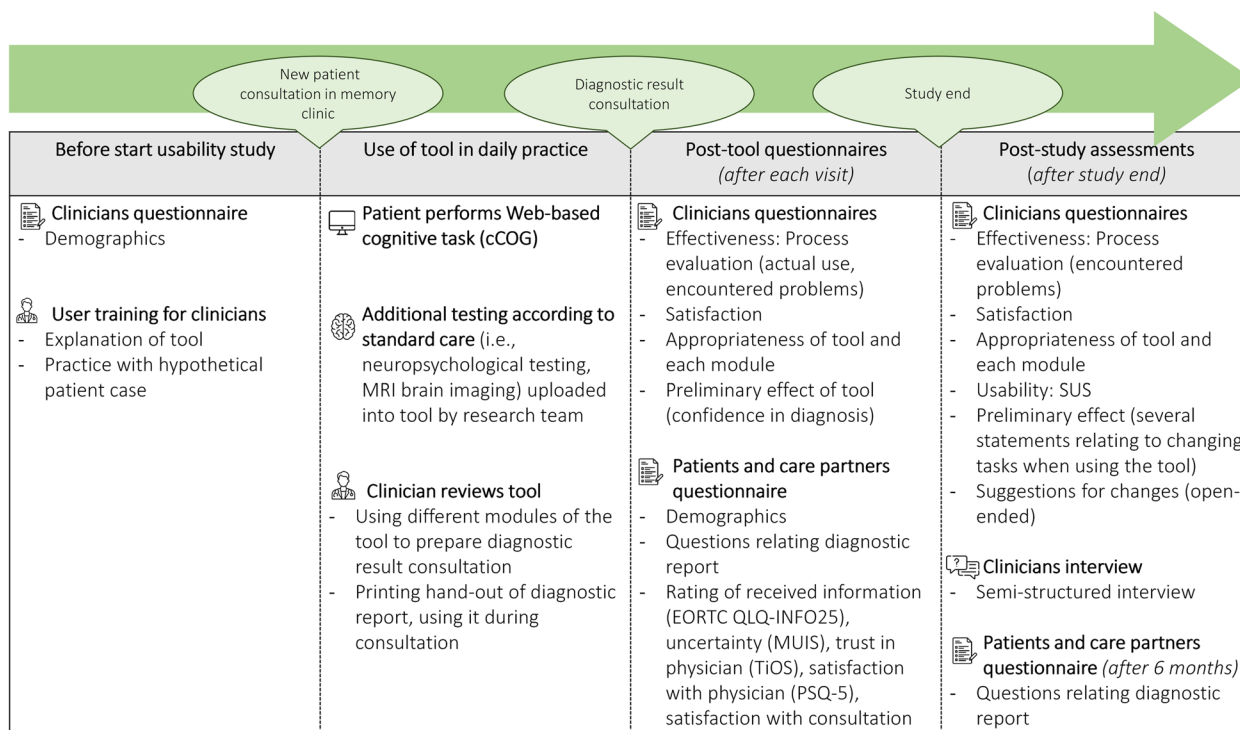 New patient
consultation in memory
clinic
Diagnostic result
consultation
Study end
Before start usability study
Use of tool in daily practice
Post-tool questionnaires
(after each visit)
Post-study assessments
(after study end)
Clinicians questionnaire
- Demographics
User training for clinicians
- Explanation of tool
- Practice with hypothetical
patient case
Patient performs Web-based
cognitive task (cCOG)
Additional testing according to
standard care (i.e.,
neuropsychological testing,
MRI brain imaging) uploaded
into tool by research team
Clinician reviews tool
- Using different modules of the
tool to prepare diagnostic
result consultation
- Printing hand-out of diagnostic
report, using it during
consultation
Clinicians questionnaires
- Effectiveness: Process
evaluation (actual use,
encountered problems)
- Satisfaction
- Appropriateness of tool and
each module
- Preliminary effect of tool
(confidence in diagnosis)
Patients and care partners
questionnaire
- Demographics
- Questions relating diagnostic
report
- Rating of received information
(EORTC QLQ-INFO25),
uncertainty (MUIS), trust in
physician (TiOS), satisfaction
with physician (PSQ-5),
satisfaction with consultation
Clinicians questionnaires
- Effectiveness: Process
evaluation (encountered
problems)
- Satisfaction
- Appropriateness of tool and
each module
- Usability: SUS
- Preliminary effect (several
statements relating to changing
tasks when using the tool)
- Suggestions for changes (open-
ended)
?
Clinicians interview
- Semi-structured interview
Patients and care partners
questionnaire (after 6 months)
- Questions relating diagnostic
report